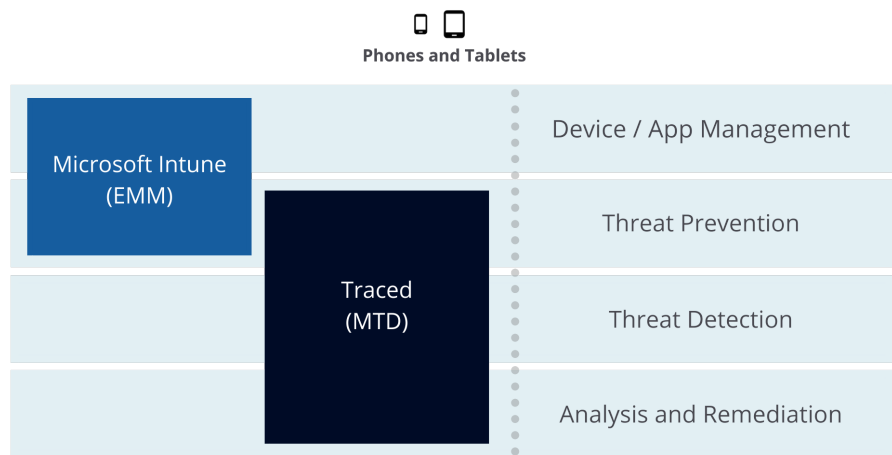 Phones and Tablets
Device / App Management
Microsoft Intune
(EMM)
Threat Prevention
Traced
(MTD)
Threat Detection
Analysis and Remediation